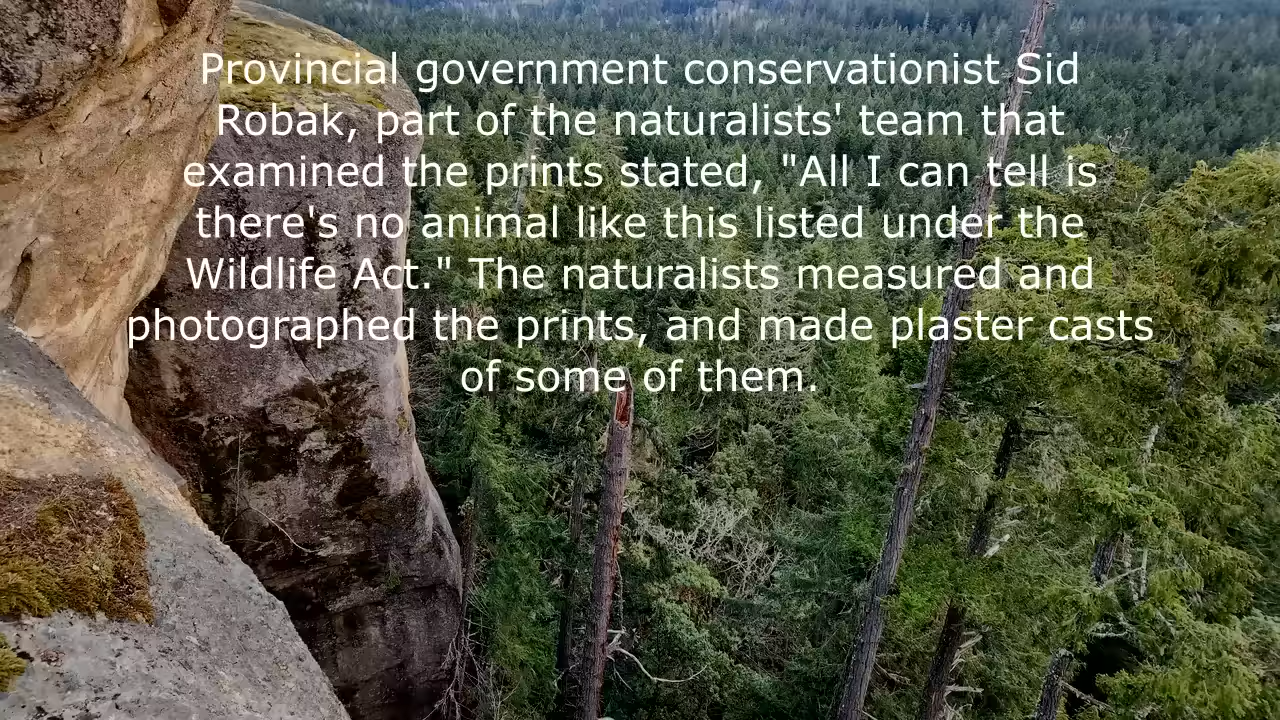 Provincial government conservationist Sid
Robak, part of the naturalists' team that
examined the prints stated, "All I can tell is
there's no animal like this listed under the
Wildlife Act." The naturalists measured and
photographed the prints, and made plaster casts
of some of them.